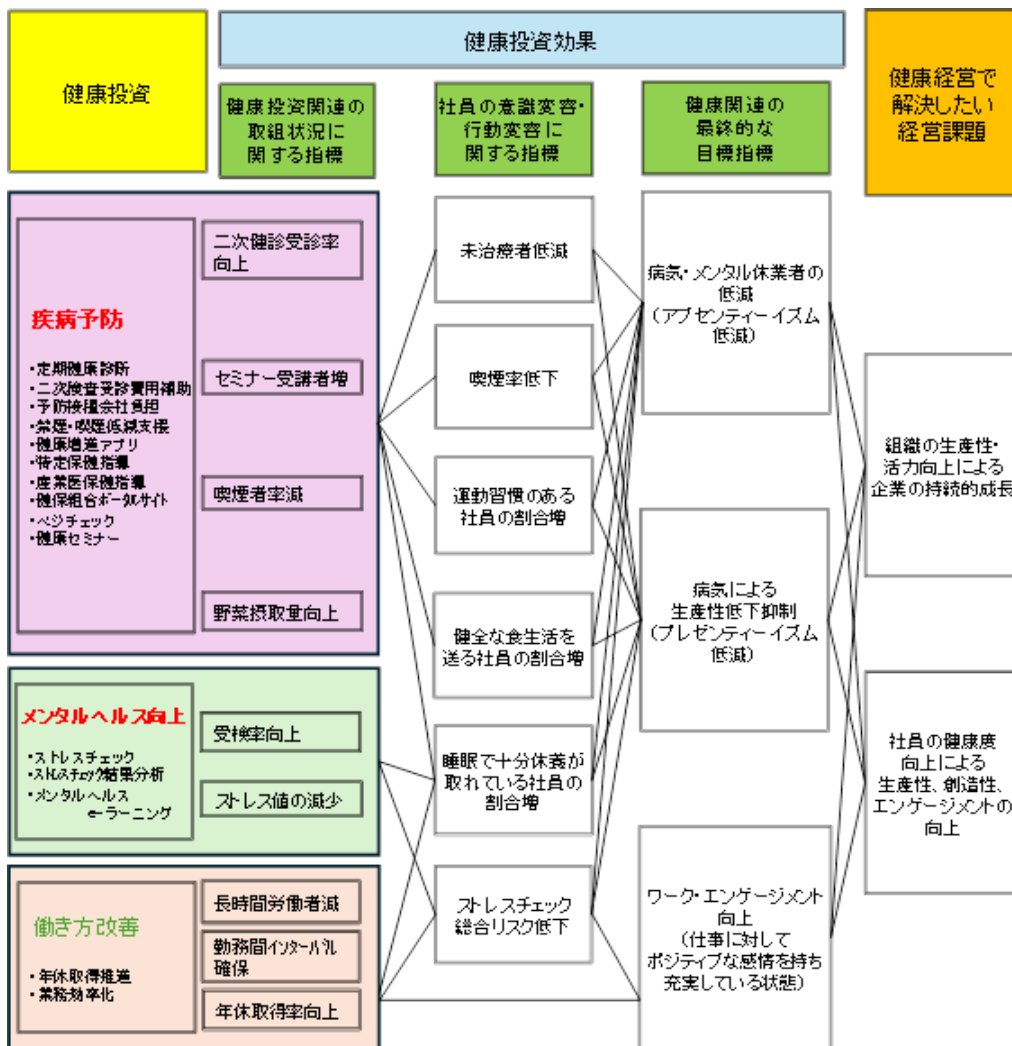 健康投資
健康投資効果
健康経営で
解決したい
経営課題
健康投資関連の
取組状況に
関する指標
社員の意識変容・
行動変容に
関する指標
健康関連の
最終的な
目標指標
疾病予防
・定期健康診断
・二次検査受診費用補助
・予防接種会社負担
・禁煙・喫煙低減支援
・健康増進アプリ
・特定保健指導
・産業医保健指導
・健保組合ポータルサイト
・ベジチェック
・健康セミナー
二次健診受診率
向上
セミナー受講者増
喫煙者率減
野菜摂取量向上
メンタルヘルス向上
・ストレスチェック
・ストレスチェック結果分析
・メンタルヘルス
e-ラーニング
受検率向上
ストレス値の減少
働き方改善
・年休取得推進
・業務効率化
長時間労働者減
勤務間インターバル
確保
年休取得率向上
未治療者低減
喫煙率低下
運動習慣のある
社員の割合増
健全な食生活を
送る社員の割合増
睡眠で十分休養が
取れている社員の
割合増
ストレスチェック
総合リスク低下
病気・メンタル休業者の
低減
(アブセンティーイズム
低減)
病気による
生産性低下抑制
(プレゼンティーイズム
低減)
ワーク・エンゲージメント
向上
(仕事に対して
ポジティブな感情を持ち
充実している状態)
組織の生産性・
活力向上による
企業の持続的成長
社員の健康度
向上による
生産性、創造性、
エンゲージメントの
向上